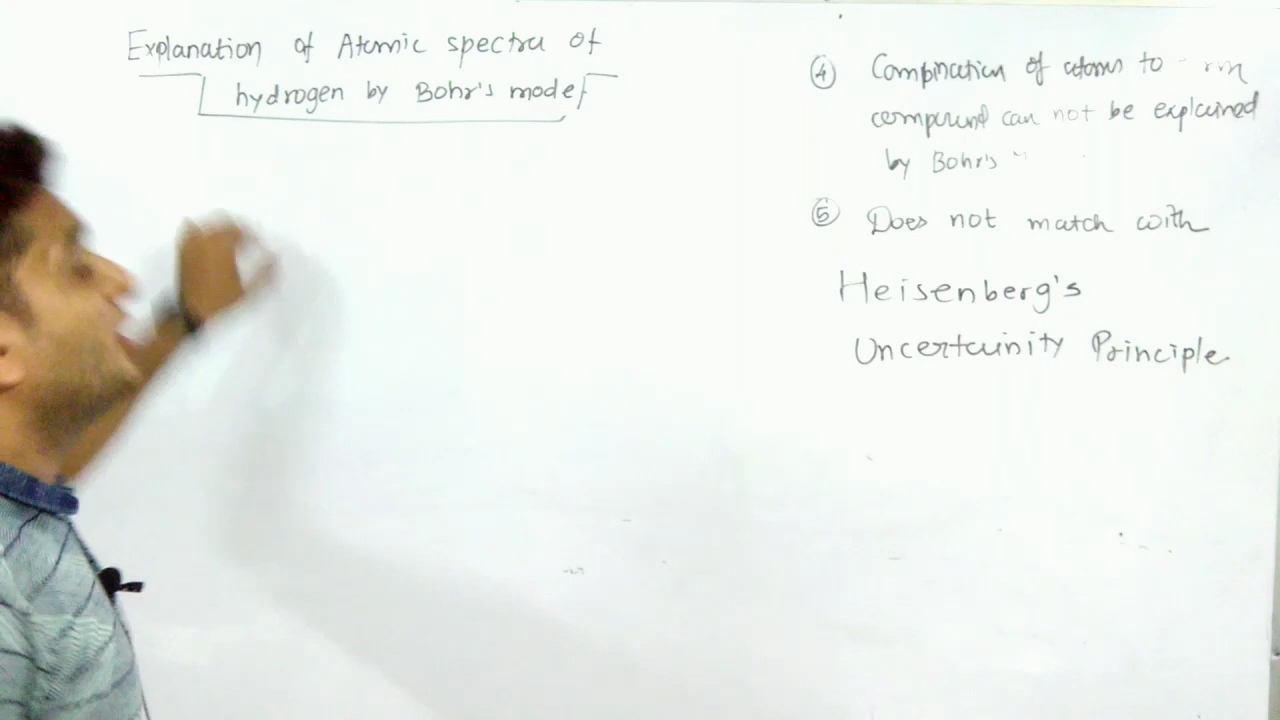 Explanation of Atomic spectra of
hydrogen by Bohr's model
④ Combination of atoms to
compound can not be explained
by Bohr's
⑤ Does not match with
Heisenberg's
Uncertainity Principle